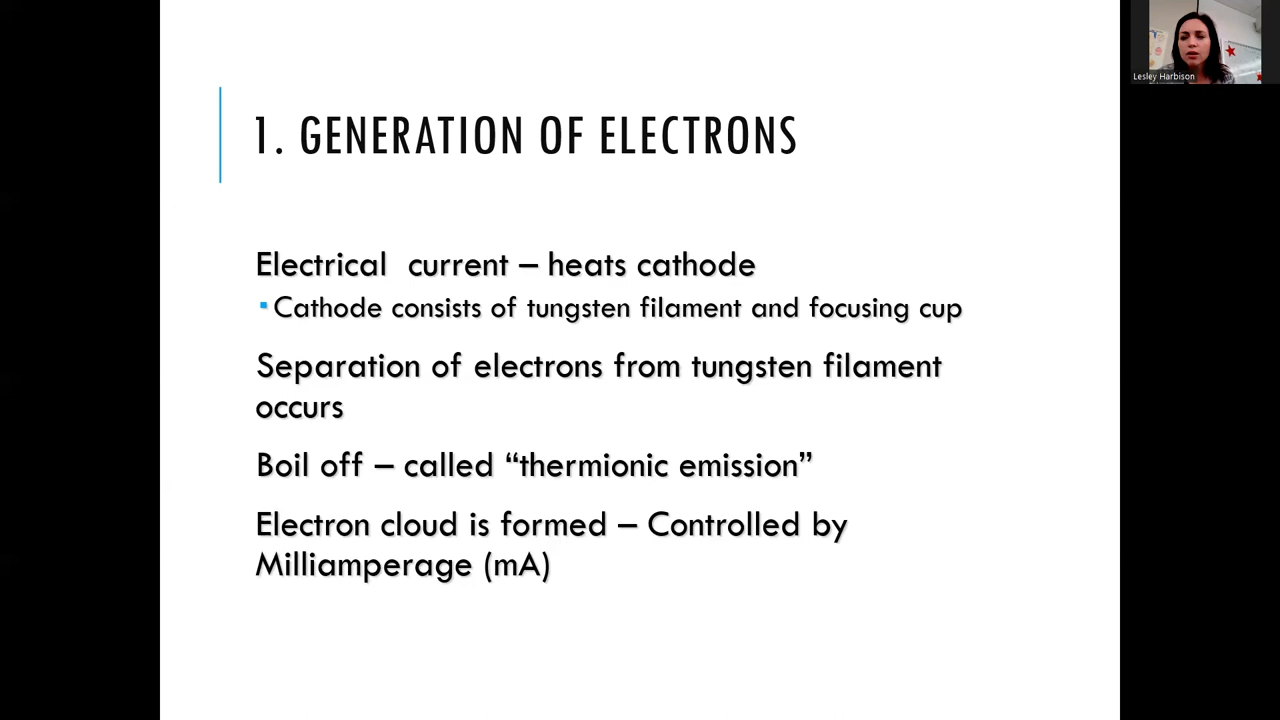 1. GENERATION OF ELECTRONS
Electrical current – heats cathode
▪ Cathode consists of tungsten filament and focusing cup
Separation of electrons from tungsten filament
occurs
Boil off – called “thermionic emission”
Electron cloud is formed – Controlled by
Milliamperage (mA)
Lesley Harbison